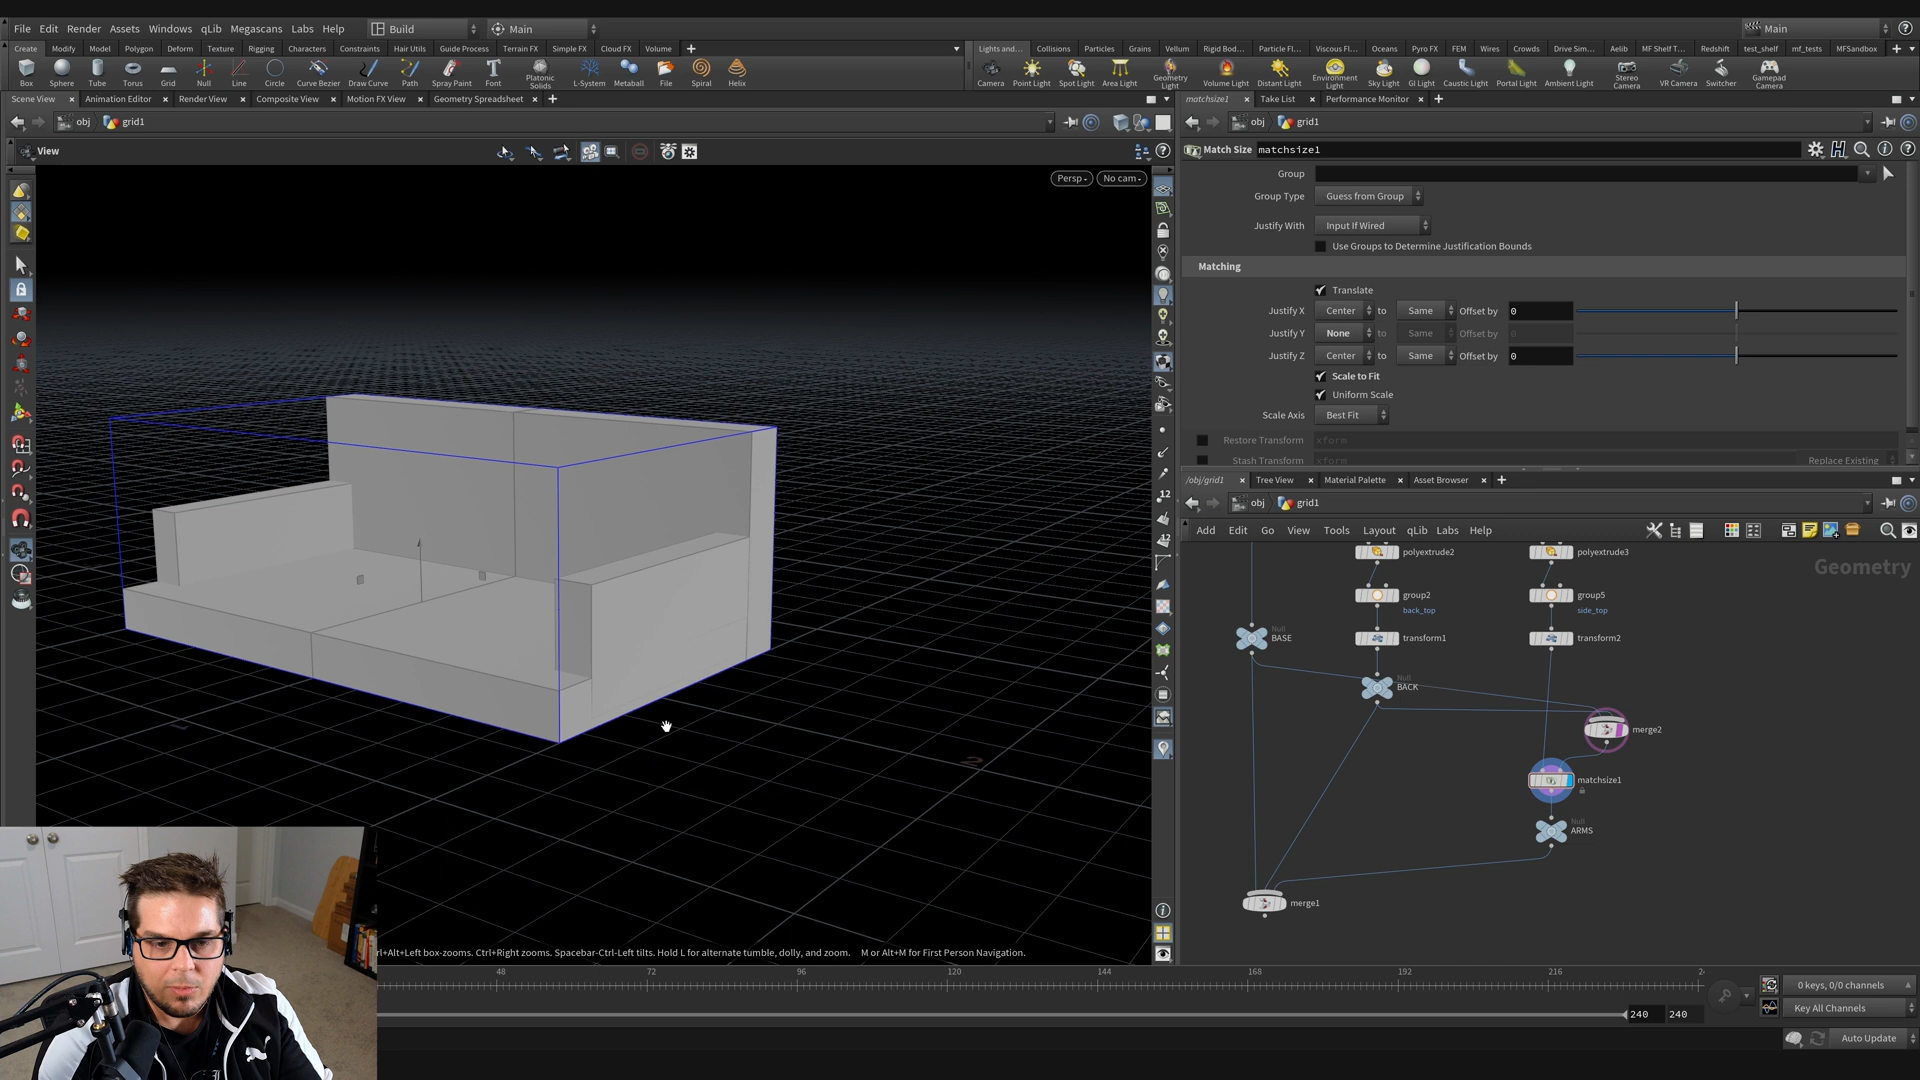 File Edit Render Assets Windows qLib Megascans Labs Help Build Main Main
Create Modify Model Polygon Deform Texture Rigging Characters Constraints Hair Utils Guide Process Terrain FX Simple FX Cloud FX Volume
Lights and... Collisions Particles Grains Vellum Rigid Bod... Particle Fl... Viscous Fl... Oceans Pyro FX FEM Wires Crowds Drive Sim... Aelib MF Shelf T... Redshift test_shelf mf_tests MFSandbox
Box Sphere Tube Torus Grid Null Line Circle Curve Bezier Draw Curve Path Spray Paint Font Platonic Solids L-System Metaball File Spiral Helix
Camera Point Light Spot Light Area Light Geometry Light Volume Light Distant Light Environment Light Sky Light GI Light Caustic Light Portal Light Ambient Light Stereo Camera VR Camera Switcher Gamepad Camera
Scene View Animation Editor Render View Composite View Motion FX View Geometry Spreadsheet
obj grid1
View
Persp No cam
2
rl+Alt+Left box-zooms. Ctrl+Right zooms. Spacebar-Ctrl-Left tilts. Hold L for alternate tumble, dolly, and zoom. M or Alt+M for First Person Navigation.
matchsize1 Take List Performance Monitor
obj grid1
Match Size matchsize1
Group
Group Type Guess from Group
Justify With Input If Wired
Use Groups to Determine Justification Bounds
Matching
Translate
Justify X Center to Same Offset by 0
Justify Y None to Same Offset by 0
Justify Z Center to Same Offset by 0
Scale to Fit
Uniform Scale
Scale Axis Best Fit
Restore Transform xform
Stash Transform xform Replace Existing
/obj/grid1 Tree View Material Palette Asset Browser
obj grid1
Add Edit Go View Tools Layout qLib Labs Help
Geometry
polyextrude2
polyextrude3
group2
back_top
group5
side_top
Null
BASE
transform1
transform2
Null
BACK
merge2
matchsize1
Null
ARMS
merge1
48 72 96 120 144 168 192 216
240 240
0 keys, 0/0 channels
Key All Channels
Auto Update